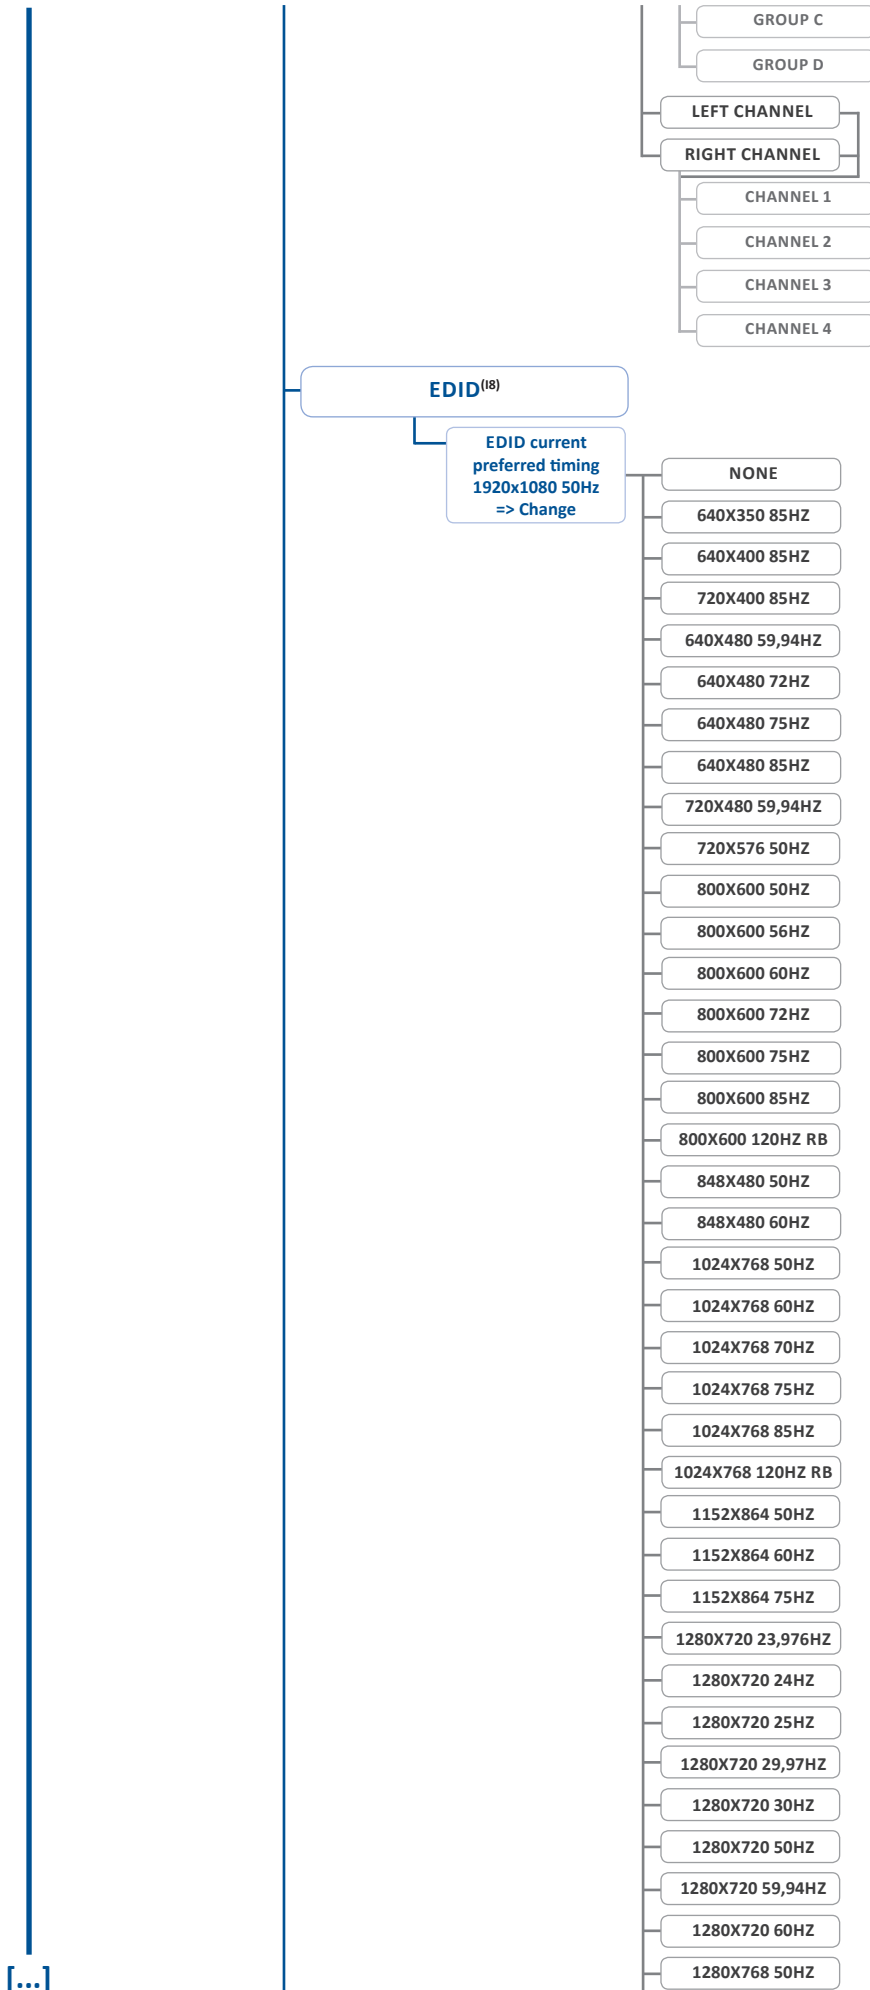 GROUP C
GROUP D
LEFT CHANNEL
RIGHT CHANNEL
CHANNEL 1
CHANNEL 2
CHANNEL 3
CHANNEL 4
EDID(I8)
EDID current
preferred timing
1920x1080 50Hz
=> Change
NONE
640X350 85HZ
640X400 85HZ
720X400 85HZ
640X480 59,94HZ
640X480 72HZ
640X480 75HZ
640X480 85HZ
720X480 59,94HZ
720X576 50HZ
800X600 50HZ
800X600 56HZ
800X600 60HZ
800X600 72HZ
800X600 75HZ
800X600 85HZ
800X600 120HZ RB
848X480 50HZ
848X480 60HZ
1024X768 50HZ
1024X768 60HZ
1024X768 70HZ
1024X768 75HZ
1024X768 85HZ
1024X768 120HZ RB
1152X864 50HZ
1152X864 60HZ
1152X864 75HZ
1280X720 23,976HZ
1280X720 24HZ
1280X720 25HZ
1280X720 29,97HZ
1280X720 30HZ
1280X720 50HZ
1280X720 59,94HZ
1280X720 60HZ
1280X768 50HZ
[...]